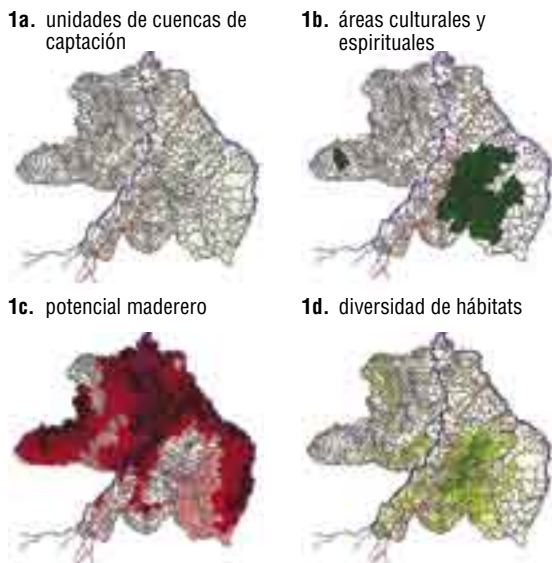 1a. unidades de cuencas de
captación
1b. áreas culturales y
espirituales
1c. potencial maderero
1d. diversidad de hábitats